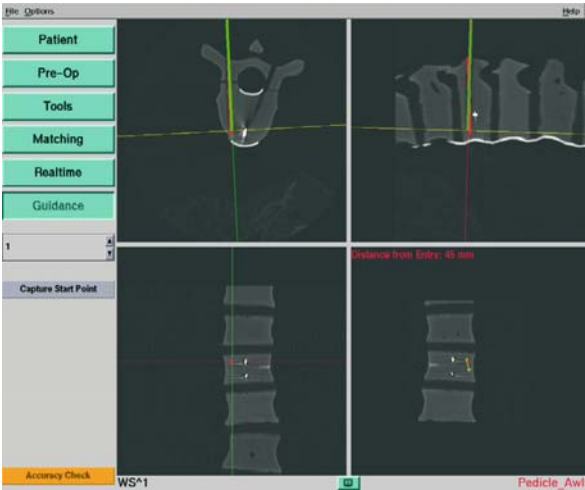 File Options Help
Patient
Pre-Op
Tools
Matching
Realtime
Guidance
1
Capture Start Point
Distance from Entry: 45 mm
Accuracy Check
WS^1
Pedicle_Awl